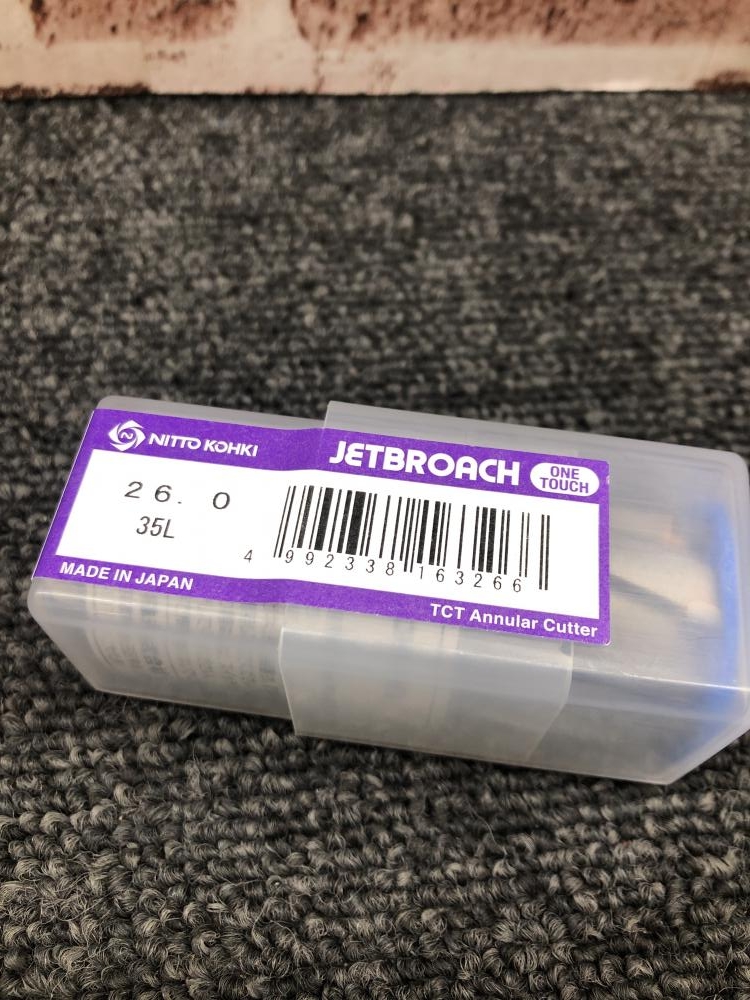 NITTO KOHKI
JETBROACH
ONE
TOUCH
26. 0
35L
4 992338 163266
MADE IN JAPAN
TCT Annular Cutter